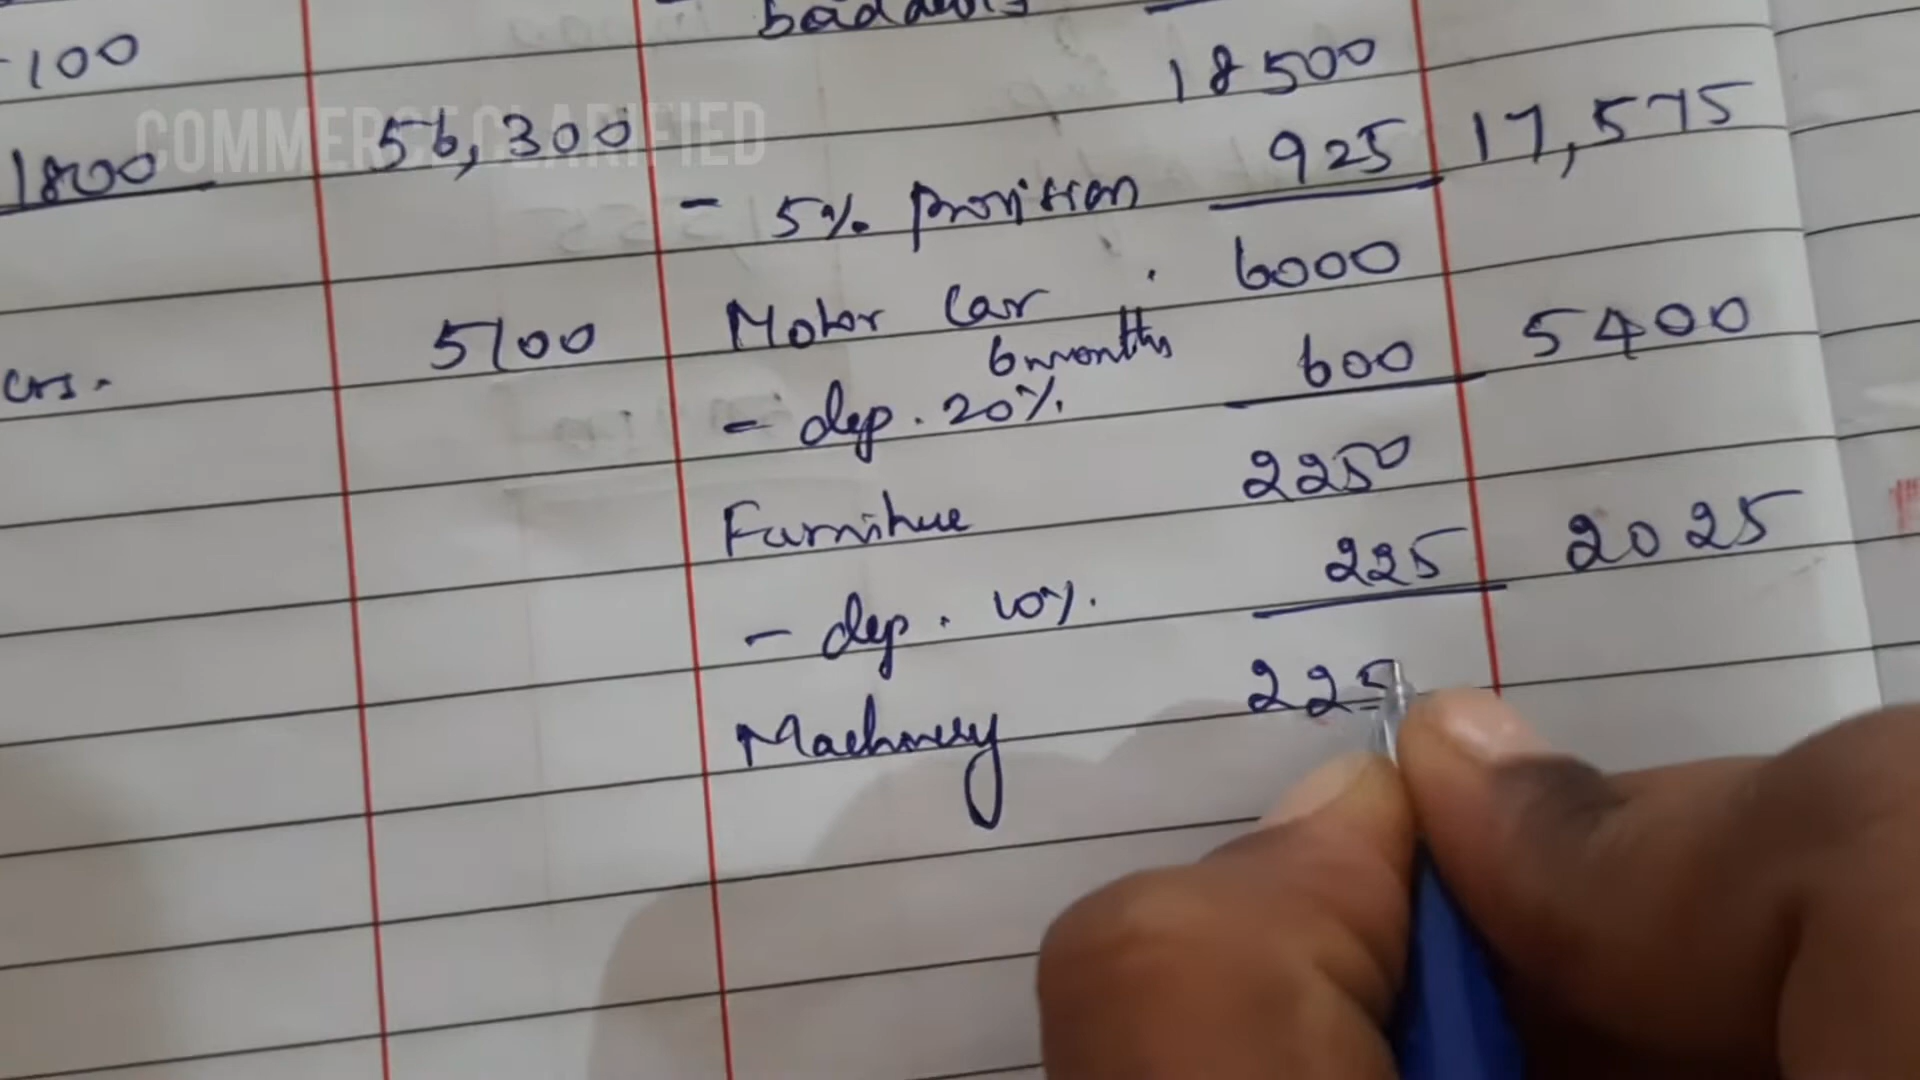 bad debts
-100
18500
COMMERCE CLARIFIED
1800 56,300 925 17,575
- 5% provision
6000
5100 Motor Car
6 months 600 5400
crs. - dep. 20%
Furniture 2250
225 2025
- dep. 10%.
Machinery 225